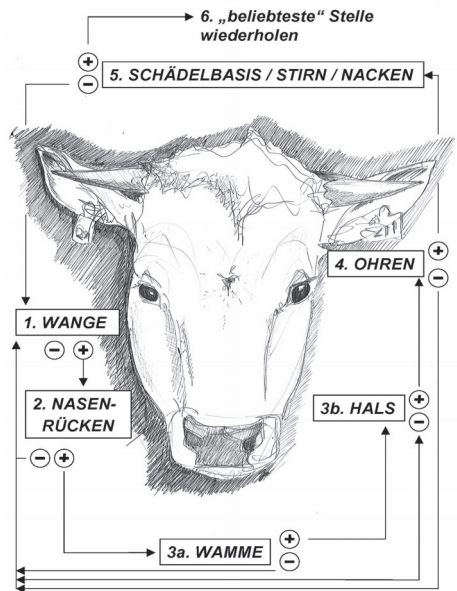 6. „beliebteste“ Stelle
wiederholen
+
−
5. SCHÄDELBASIS / STIRN / NACKEN
4. OHREN
+
−
1. WANGE
− +
2. NASEN-
RÜCKEN
− +
3b. HALS
+
−
3a. WAMME
+
−